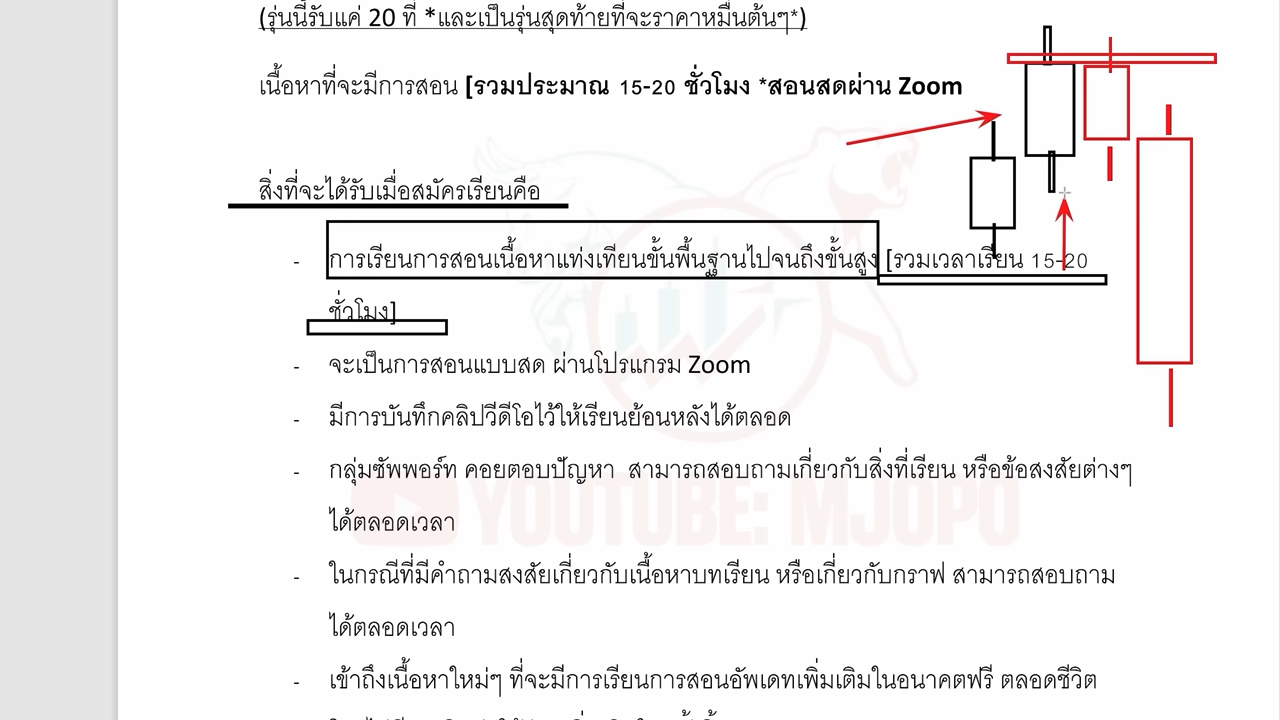 (รุ่นนี้รับแค่ 20 ที่ *และเป็นรุ่นสุดท้ายที่จะราคาหมื่นต้นๆ*)
เนื้อหาที่จะมีการสอน [รวมประมาณ 15-20 ชั่วโมง *สอนสดผ่าน Zoom
สิ่งที่จะได้รับเมื่อสมัครเรียนคือ
- การเรียนการสอนเนื้อหาแท่งเทียนขั้นพื้นฐานไปจนถึงขั้นสูง [รวมเวลาเรียน 15-20
ชั่วโมง]
- จะเป็นการสอนแบบสด ผ่านโปรแกรม Zoom
- มีการบันทึกคลิปวีดีโอไว้ให้เรียนย้อนหลังได้ตลอด
- กลุ่มซัพพอร์ท คอยตอบปัญหา สามารถสอบถามเกี่ยวกับสิ่งที่เรียน หรือข้อสงสัยต่างๆ
YOUTUBE: MJOPO
ได้ตลอดเวลา
- ในกรณีที่มีคำถามสงสัยเกี่ยวกับเนื้อหาบทเรียน หรือเกี่ยวกับกราฟ สามารถสอบถาม
ได้ตลอดเวลา
- เข้าถึงเนื้อหาใหม่ๆ ที่จะมีการเรียนการสอนอัพเดทเพิ่มเติมในอนาคตฟรี ตลอดชีวิต